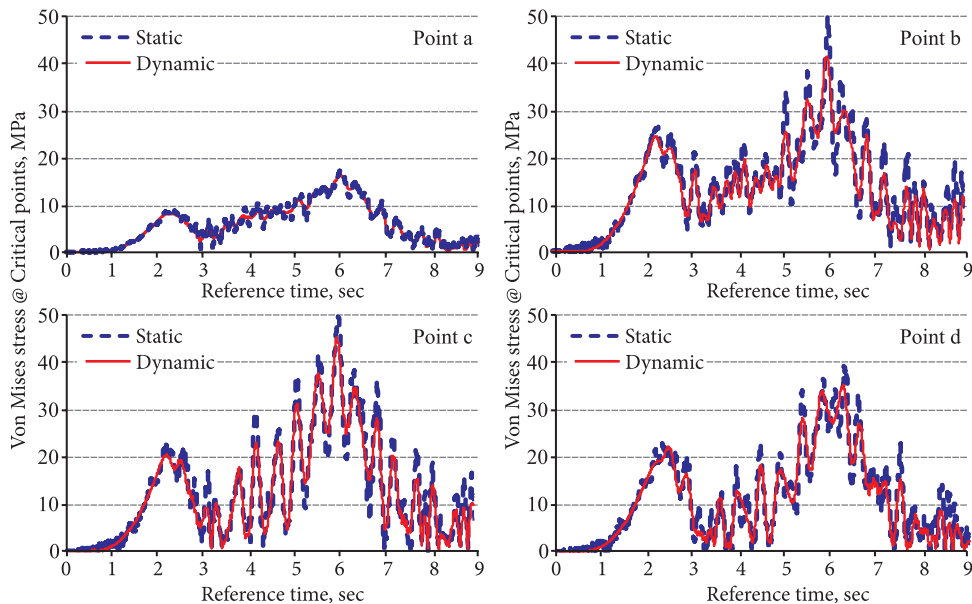 50
40
30
20
10
0
Static
Dynamic
Point a
0 1 2 3 4 5 6 7 8 9
Reference time, sec
Von Mises stress @ Critical points, MPa
50
40
30
20
10
0
Static
Dynamic
Point b
0 1 2 3 4 5 6 7 8 9
Reference time, sec
Von Mises stress @ Critical points, MPa
50
40
30
20
10
0
Static
Dynamic
Point c
0 1 2 3 4 5 6 7 8 9
Reference time, sec
50
40
30
20
10
0
Static
Dynamic
Point d
0 1 2 3 4 5 6 7 8 9
Reference time, sec